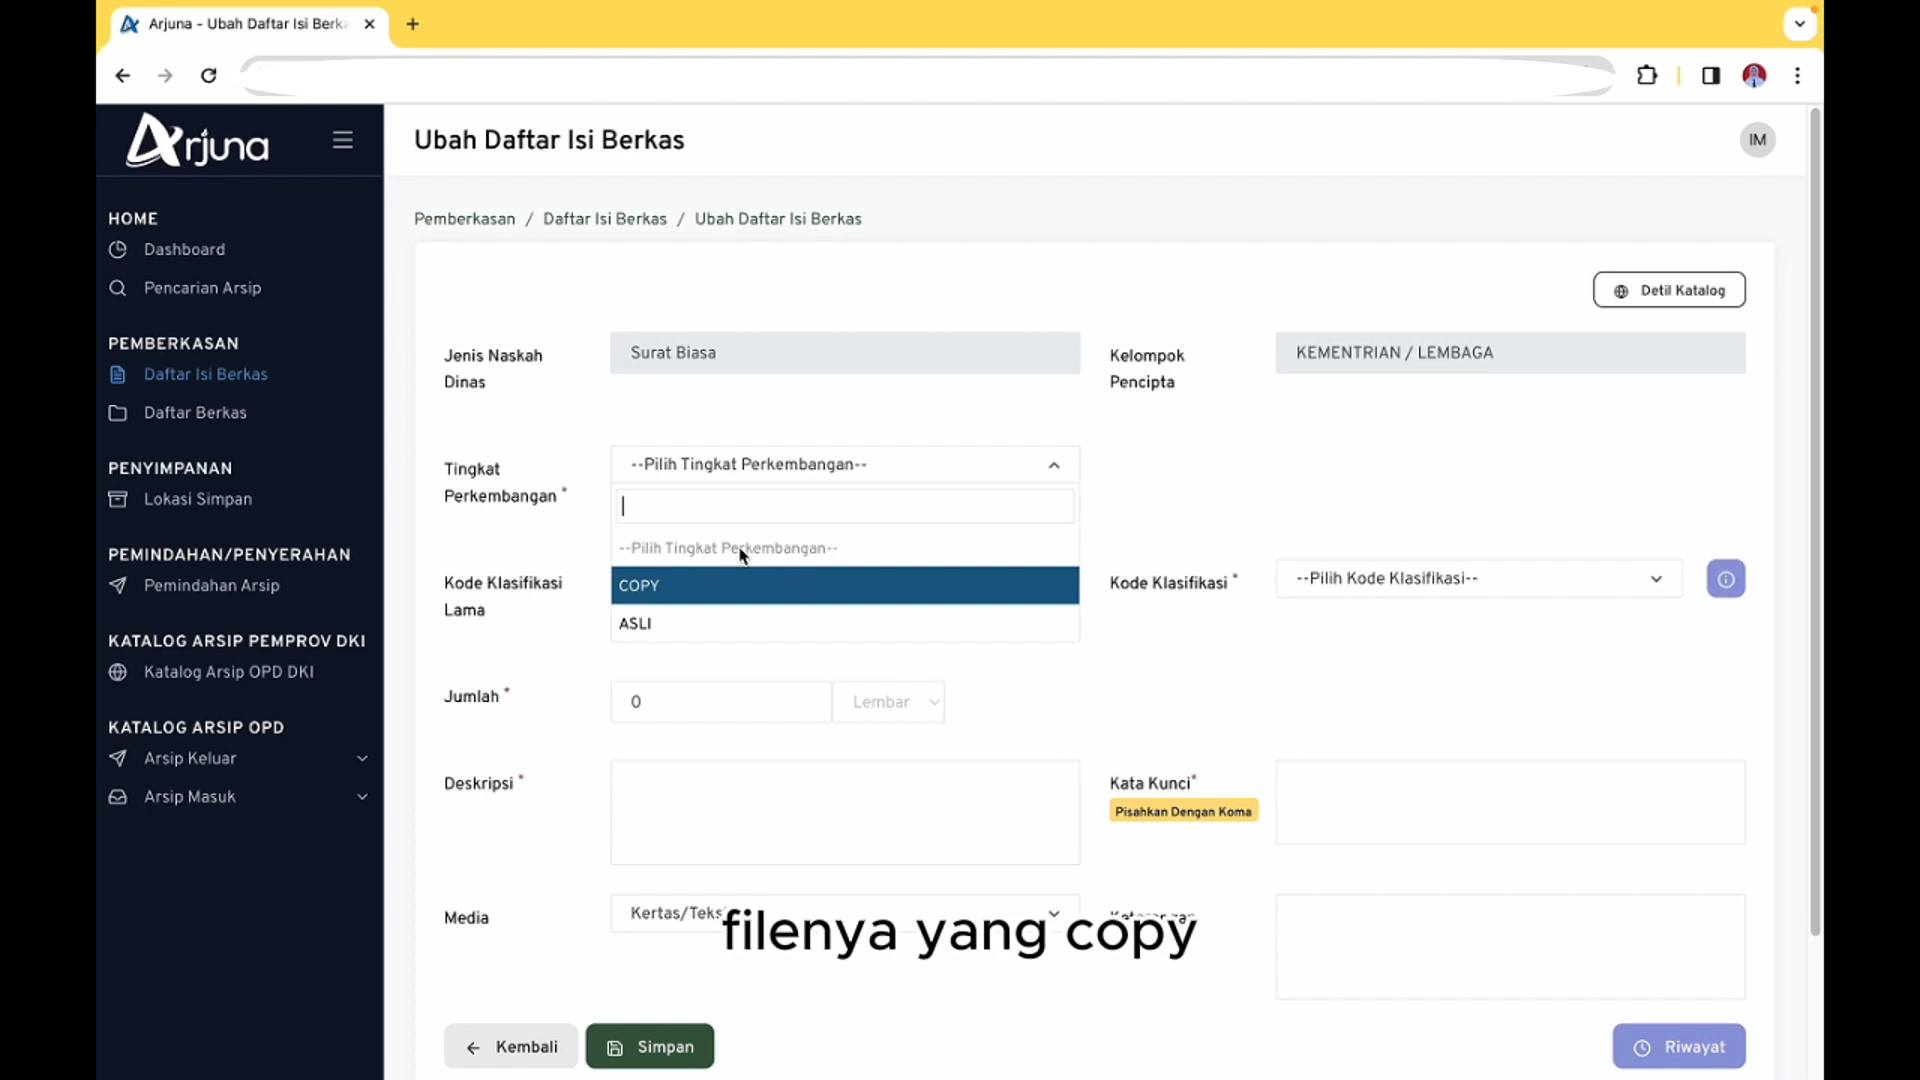 Arjuna - Ubah Daftar Isi Berka
Arjuna
Ubah Daftar Isi Berkas
IM
HOME
Dashboard
Pencarian Arsip
PEMBERKASAN
Daftar Isi Berkas
Daftar Berkas
PENYIMPANAN
Lokasi Simpan
PEMINDAHAN/PENYERAHAN
Pemindahan Arsip
KATALOG ARSIP PEMPROV DKI
Katalog Arsip OPD DKI
KATALOG ARSIP OPD
Arsip Keluar
Arsip Masuk
Pemberkasan / Daftar Isi Berkas / Ubah Daftar Isi Berkas
Detil Katalog
Jenis Naskah
Dinas
Surat Biasa
Kelompok
Pencipta
KEMENTRIAN / LEMBAGA
Tingkat
Perkembangan *
--Pilih Tingkat Perkembangan--
--Pilih Tingkat Perkembangan--
COPY
ASLI
Kode Klasifikasi
Lama
Kode Klasifikasi *
--Pilih Kode Klasifikasi--
Jumlah *
0
Lembar
Deskripsi *
Kata Kunci*
Pisahkan Dengan Koma
Media
Kertas/Teks
filenya yang copy
Kembali
Simpan
Riwayat